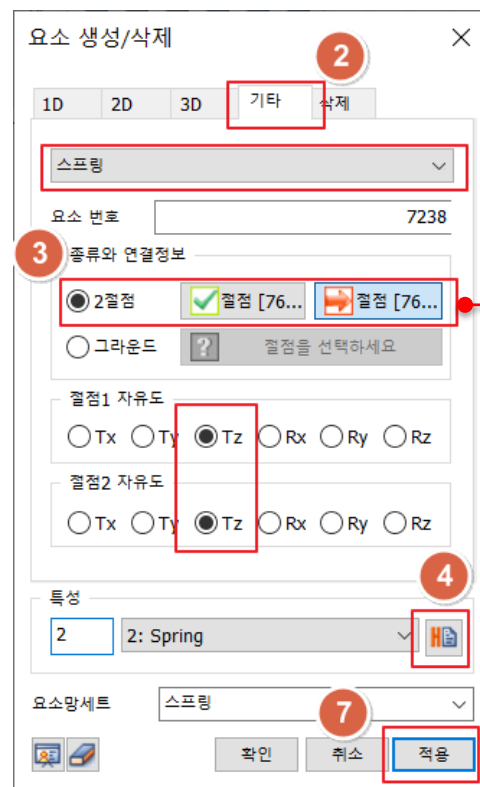 요소 생성/삭제
2
1D 2D 3D 기타 삭제
스프링
요소 번호 7238
3
종류와 연결정보
2절점 절점 [76... 절점 [76...
그라운드 ? 절점을 선택하세요
절점1 자유도
Tx Ty Tz Rx Ry Rz
절점2 자유도
Tx Ty Tz Rx Ry Rz
4
특성
2 2: Spring H
요소망세트 스프링
7
확인 취소 적용